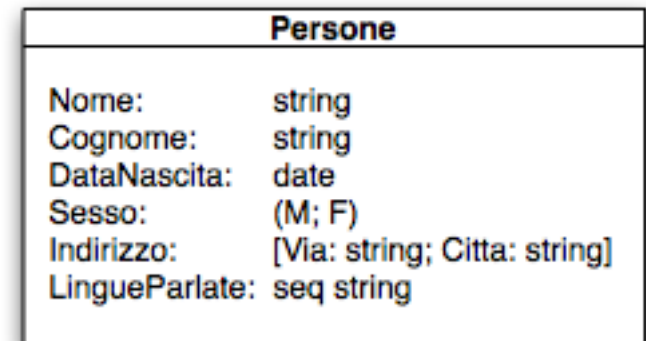 Persone
Nome: string
Cognome: string
DataNascita: date
Sesso: (M; F)
Indirizzo: [Via: string; Citta: string]
LingueParlate: seq string